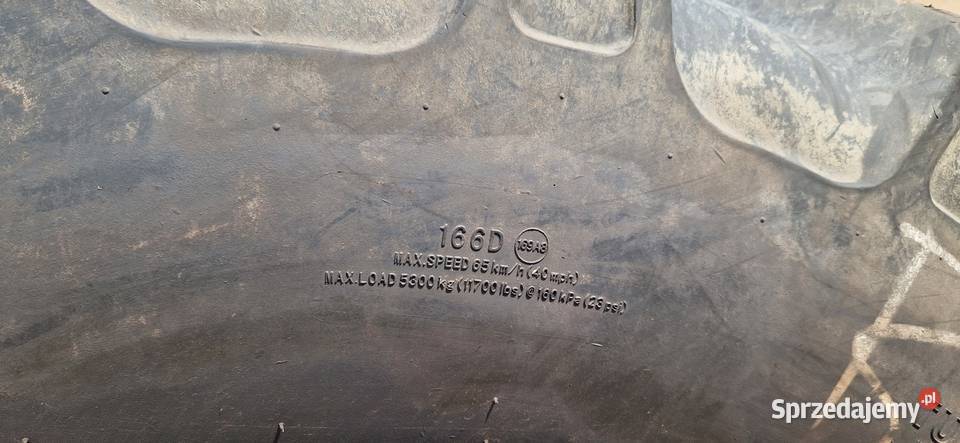 166D 169A8
MAX.SPEED 65 km/h (40 mph)
MAX.LOAD 5300 kg (11700 lbs) @ 160 kPa (23 psi)
Sprzedajemy.pl